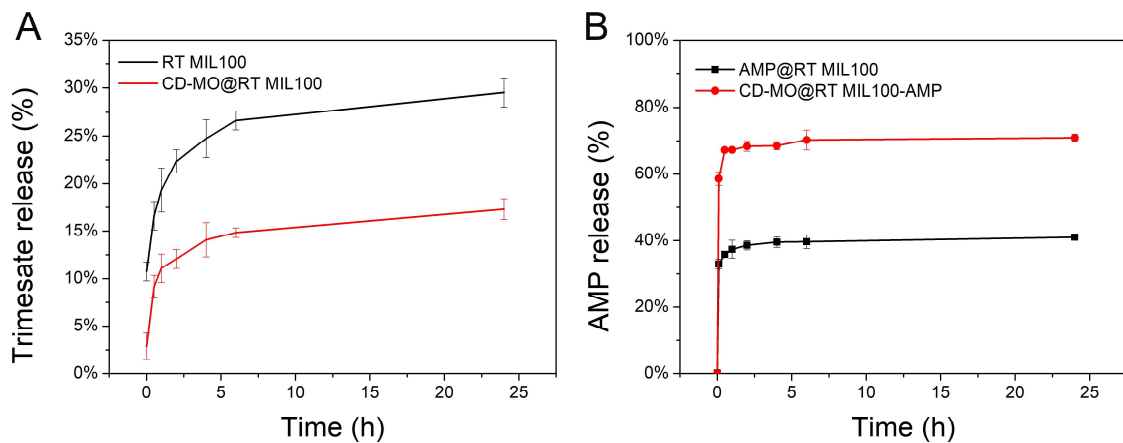 A
35%
30%
25%
20%
15%
10%
5%
0%
Trimesate release (%)
RT MIL100
CD-MO@RT MIL100
0 5 10 15 20 25
Time (h)
B
100%
80%
60%
40%
20%
0%
AMP release (%)
AMP@RT MIL100
CD-MO@RT MIL100-AMP
0 5 10 15 20 25
Time (h)